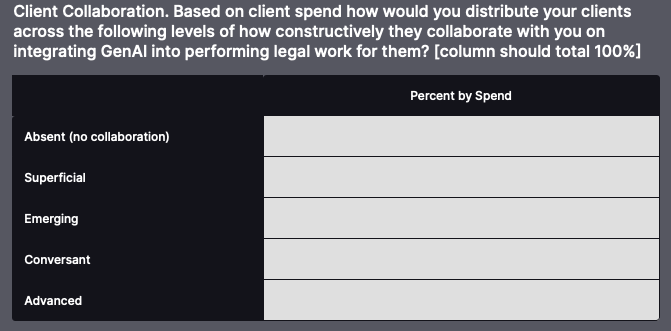 Client Collaboration. Based on client spend how would you distribute your clients
across the following levels of how constructively they collaborate with you on
integrating GenAI into performing legal work for them? [column should total 100%]
Percent by Spend
Absent (no collaboration)
Superficial
Emerging
Conversant
Advanced